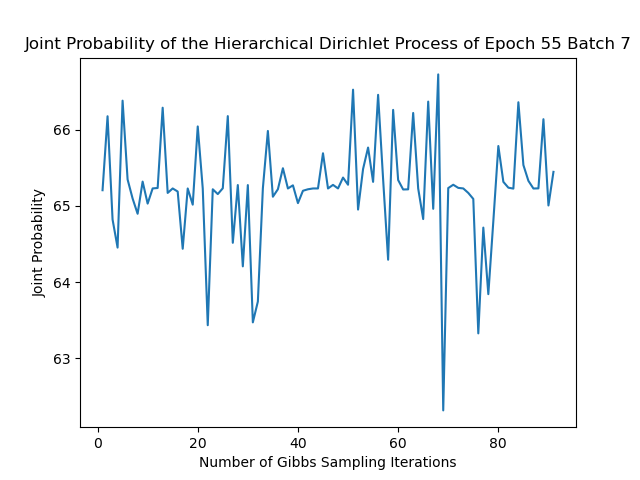 Joint Probability of the Hierarchical Dirichlet Process of Epoch 55 Batch 7
66
65
64
63
Joint Probability
0 20 40 60 80
Number of Gibbs Sampling Iterations